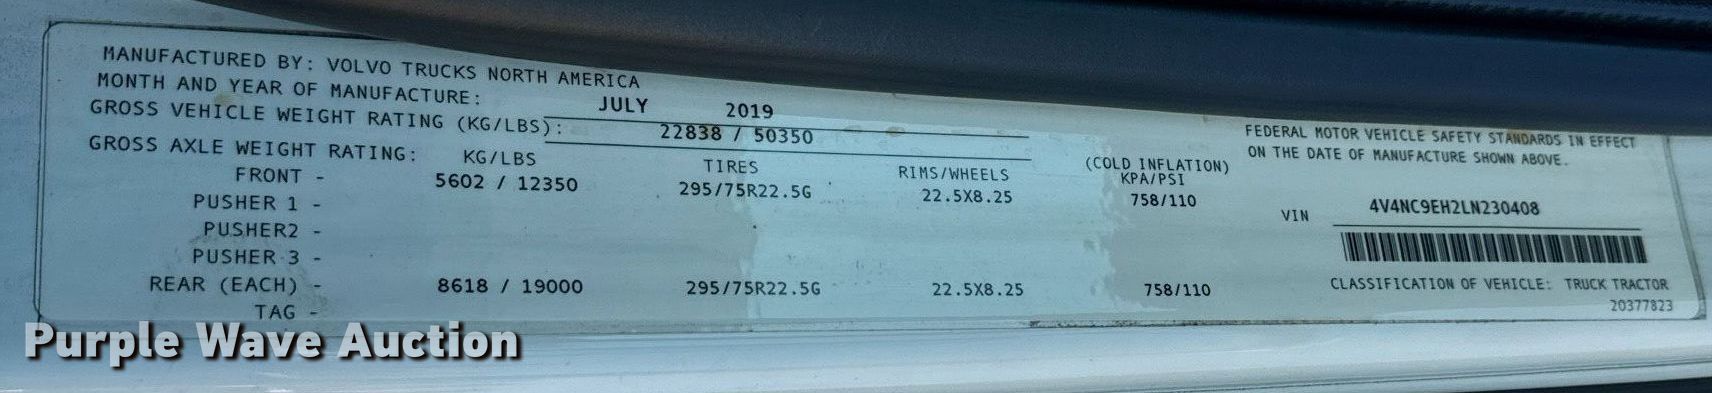 MANUFACTURED BY: VOLVO TRUCKS NORTH AMERICA
MONTH AND YEAR OF MANUFACTURE: JULY 2019
GROSS VEHICLE WEIGHT RATING (KG/LBS): 22838 / 50350
GROSS AXLE WEIGHT RATING: KG/LBS TIRES RIMS/WHEELS (COLD INFLATION) KPA/PSI
FRONT - 5602 / 12350 295/75R22.5G 22.5X8.25 758/110
PUSHER 1 -
PUSHER2 -
PUSHER 3 -
REAR (EACH) - 8618 / 19000 295/75R22.5G 22.5X8.25 758/110
TAG -
FEDERAL MOTOR VEHICLE SAFETY STANDARDS IN EFFECT
ON THE DATE OF MANUFACTURE SHOWN ABOVE.
VIN 4V4NC9EH2LN230408
CLASSIFICATION OF VEHICLE: TRUCK TRACTOR
20377823
Purple Wave Auction